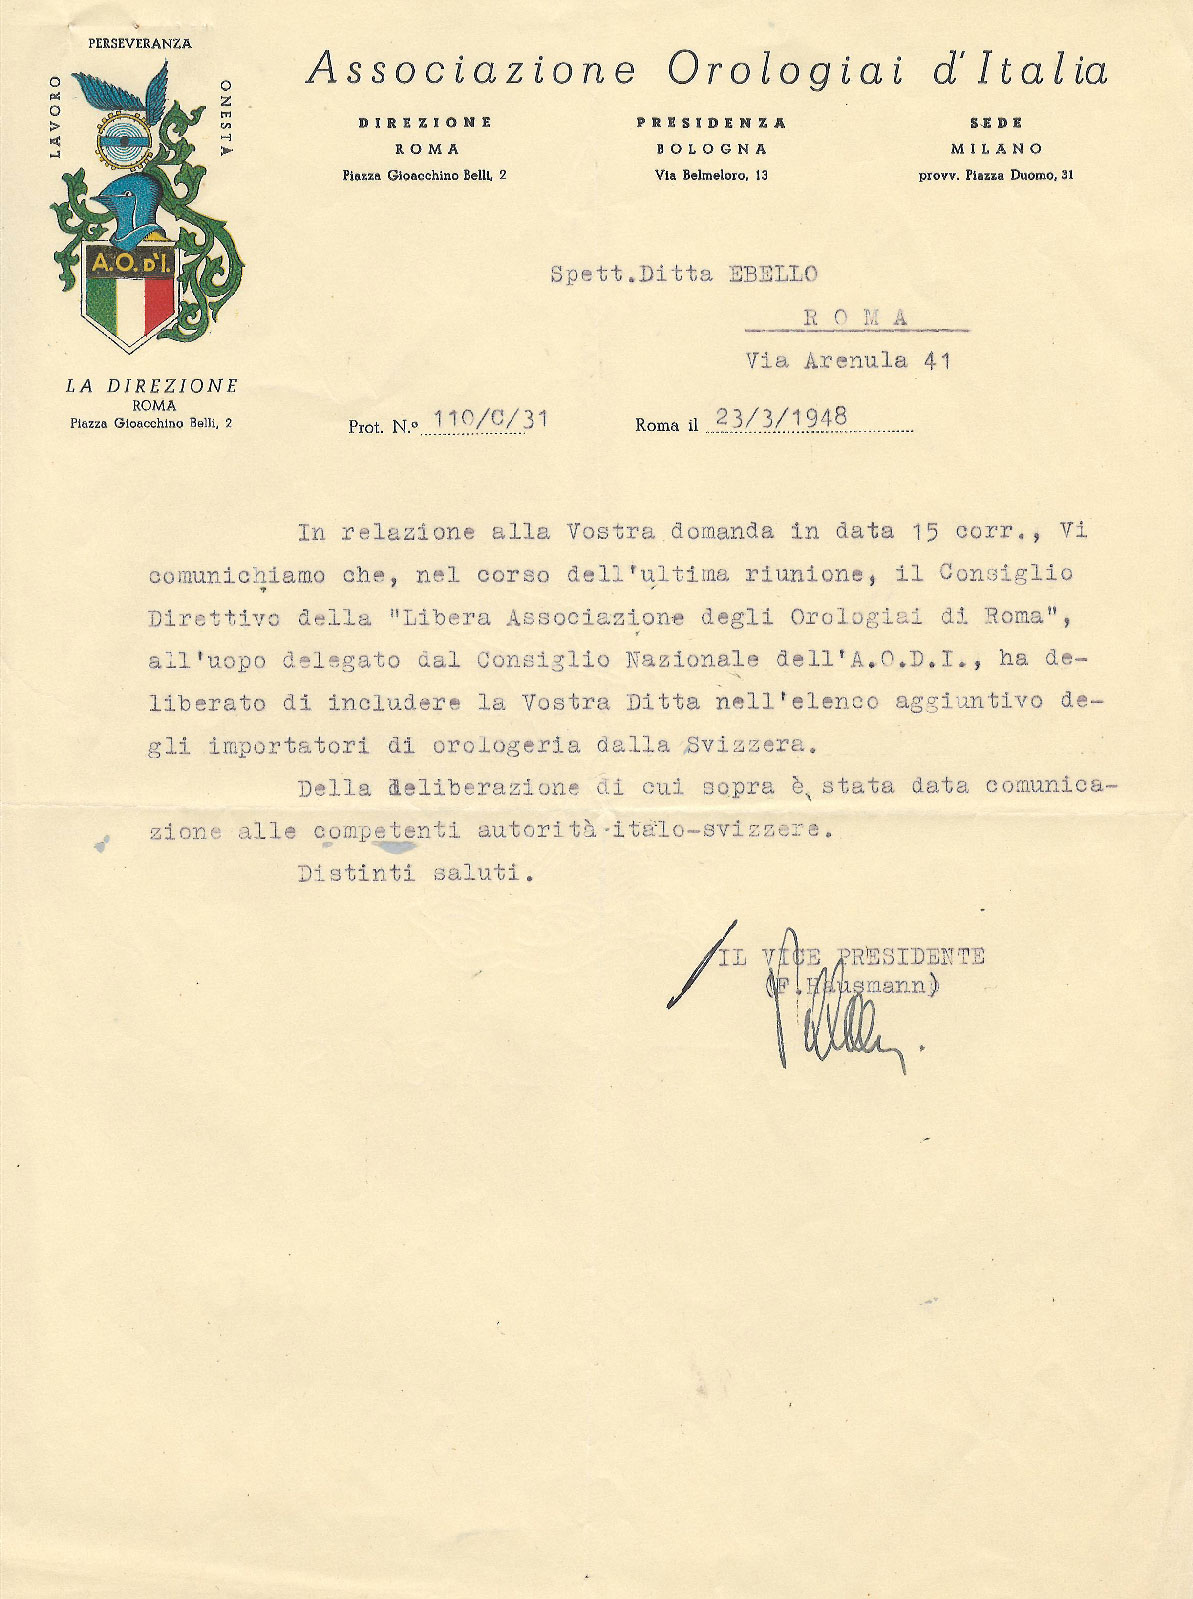 PERSEVERANZA
LAVORO
ONESTÁ
A.O.D'I.
LA DIREZIONE
ROMA
Piazza Gioacchino Belli, 2
Associazione Orologiai d'Italia
DIREZIONE
ROMA
Piazza Gioacchino Belli, 2
PRESIDENZA
BOLOGNA
Via Belmeloro, 13
SEDE
MILANO
provv. Piazza Duomo, 31
Spett.Ditta EBELLO
R O M A
Via Arenula 41
Prot. N.º 110/C/31 Roma il 23/3/1948
In relazione alla Vostra domanda in data 15 corr., Vi
comunichiamo che, nel corso dell'ultima riunione, il Consiglio
Direttivo della "Libera Associazione degli Orologiai di Roma",
all'uopo delegato dal Consiglio Nazionale dell'A.O.D.I., ha de-
liberato di includere la Vostra Ditta nell'elenco aggiuntivo de-
gli importatori di orologeria dalla Svizzera.
Della deliberazione di cui sopra è stata data comunica-
zione alle competenti autorità italo-svizzere.
Distinti saluti.
IL VICE PRESIDENTE
(F.Hausmann)